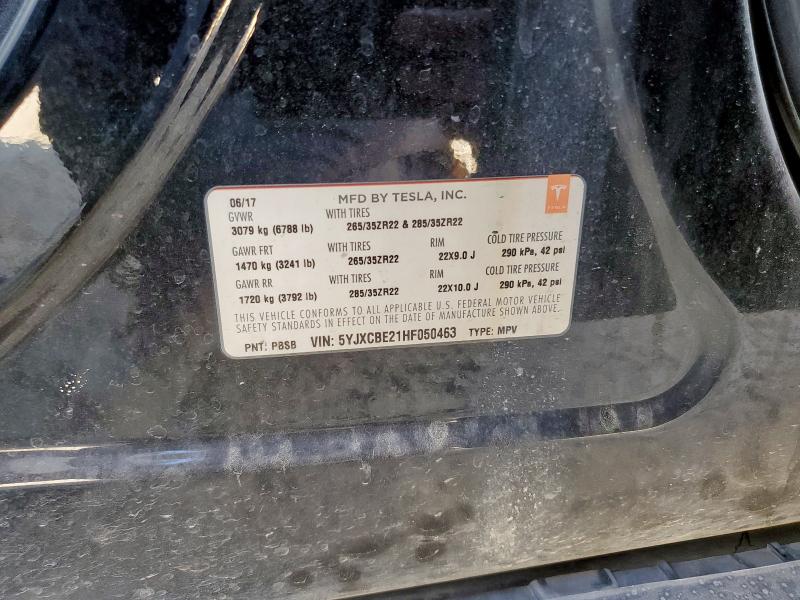 06/17 MFD BY TESLA, INC.
TESLA
GVWR WITH TIRES
3079 kg (6788 lb) 265/35ZR22 & 285/35ZR22
GAWR FRT WITH TIRES RIM COLD TIRE PRESSURE
1470 kg (3241 lb) 265/35ZR22 22X9.0 J 290 kPa, 42 psi
GAWR RR WITH TIRES RIM COLD TIRE PRESSURE
1720 kg (3792 lb) 285/35ZR22 22X10.0 J 290 kPa, 42 psi
THIS VEHICLE CONFORMS TO ALL APPLICABLE U.S. FEDERAL MOTOR VEHICLE
SAFETY STANDARDS IN EFFECT ON THE DATE OF MANUFACTURE SHOWN ABOVE.
PNT: PBSB VIN: 5YJXCBE21HF050463 TYPE: MPV